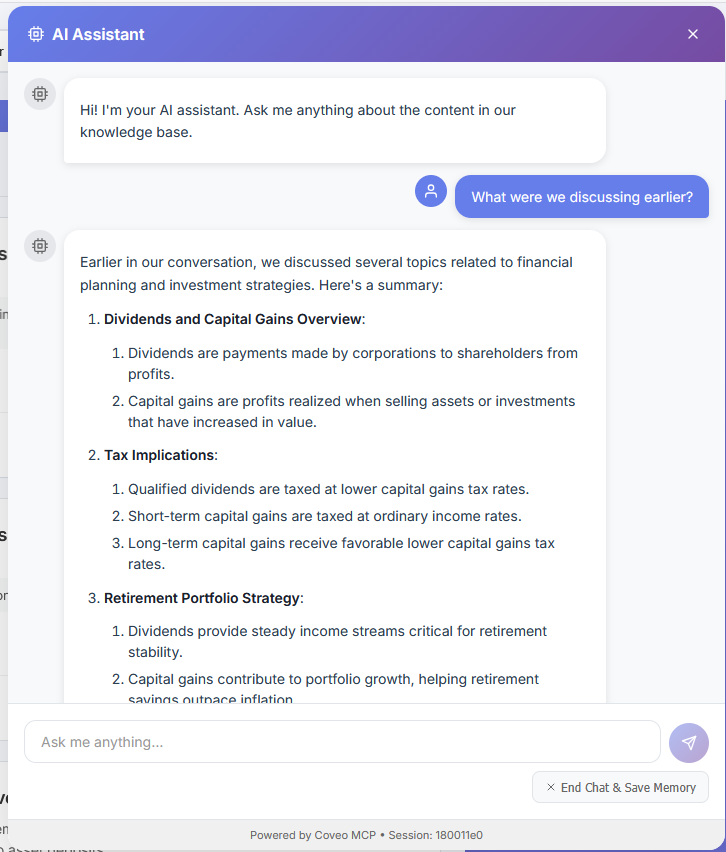 AI Assistant
Hi! I'm your AI assistant. Ask me anything about the content in our
knowledge base.
What were we discussing earlier?
Earlier in our conversation, we discussed several topics related to financial
planning and investment strategies. Here's a summary:
1. Dividends and Capital Gains Overview:
1. Dividends are payments made by corporations to shareholders from
profits.
2. Capital gains are profits realized when selling assets or investments
that have increased in value.
2. Tax Implications:
1. Qualified dividends are taxed at lower capital gains tax rates.
2. Short-term capital gains are taxed at ordinary income rates.
3. Long-term capital gains receive favorable lower capital gains tax
rates.
3. Retirement Portfolio Strategy:
1. Dividends provide steady income streams critical for retirement
stability.
2. Capital gains contribute to portfolio growth, helping retirement
savings outpace inflation
Ask me anything...
End Chat & Save Memory
Powered by Coveo MCP • Session: 180011e0